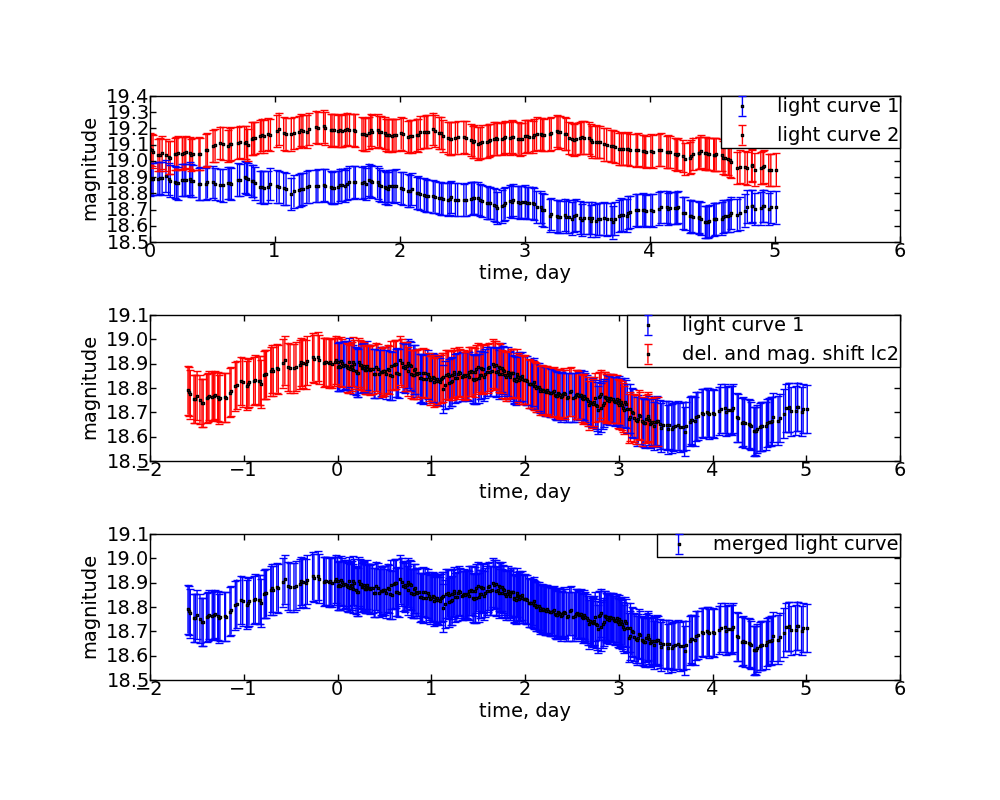 19.4
19.3
19.2
19.1
19.0
18.9
18.8
18.7
18.6
18.5
magnitude
light curve 1
light curve 2
0 1 2 3 4 5 6
time, day
19.1
19.0
18.9
18.8
18.7
18.6
18.5
magnitude
light curve 1
del. and mag. shift lc2
−2 −1 0 1 2 3 4 5 6
time, day
19.1
19.0
18.9
18.8
18.7
18.6
18.5
magnitude
merged light curve
−2 −1 0 1 2 3 4 5 6
time, day